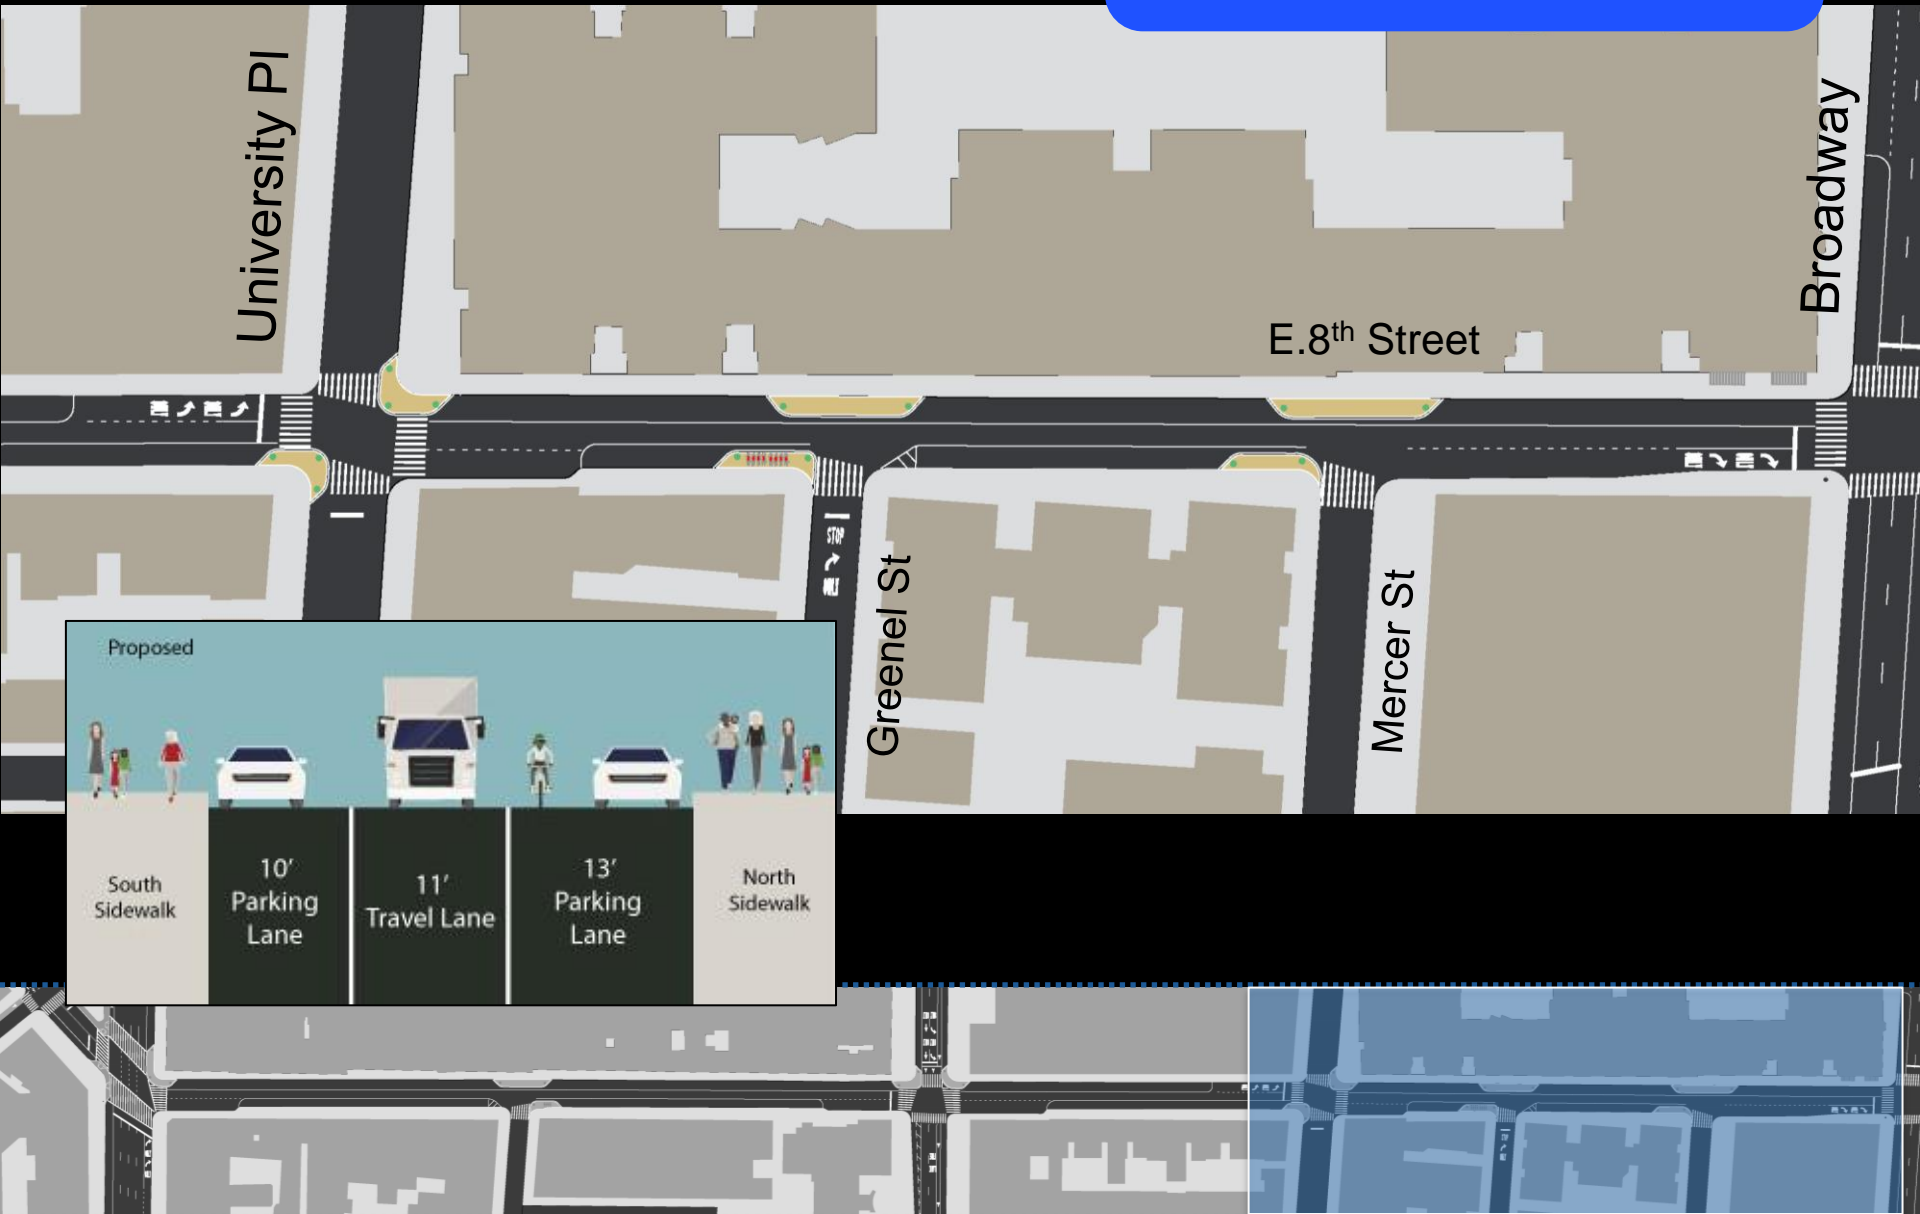 University Pl
Broadway
E.8th Street
STOP
Greenel St
Mercer St
Proposed
South
Sidewalk
10'
Parking
Lane
11'
Travel Lane
13'
Parking
Lane
North
Sidewalk